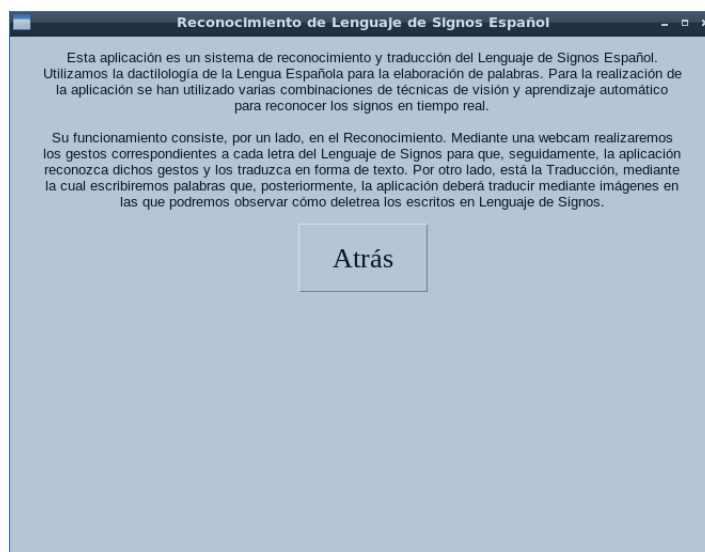 Reconocimiento de Lenguaje de Signos Español
Esta aplicación es un sistema de reconocimiento y traducción del Lenguaje de Signos Español.
Utilizamos la dactilología de la Lengua Española para la elaboración de palabras. Para la realización de
la aplicación se han utilizado varias combinaciones de técnicas de visión y aprendizaje automático
para reconocer los signos en tiempo real.
Su funcionamiento consiste, por un lado, en el Reconocimiento. Mediante una webcam realizaremos
los gestos correspondientes a cada letra del Lenguaje de Signos para que, seguidamente, la aplicación
reconozca dichos gestos y los traduzca en forma de texto. Por otro lado, está la Traducción, mediante
la cual escribiremos palabras que, posteriormente, la aplicación deberá traducir mediante imágenes en
las que podremos observar cómo deletrea los escritos en Lenguaje de Signos.
Atrás